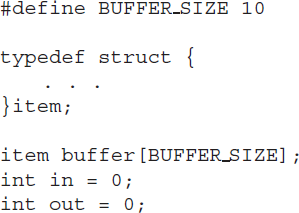 #define BUFFER_SIZE 10
typedef struct {
. . .
}item;
item buffer[BUFFER_SIZE];
int in = 0;
int out = 0;